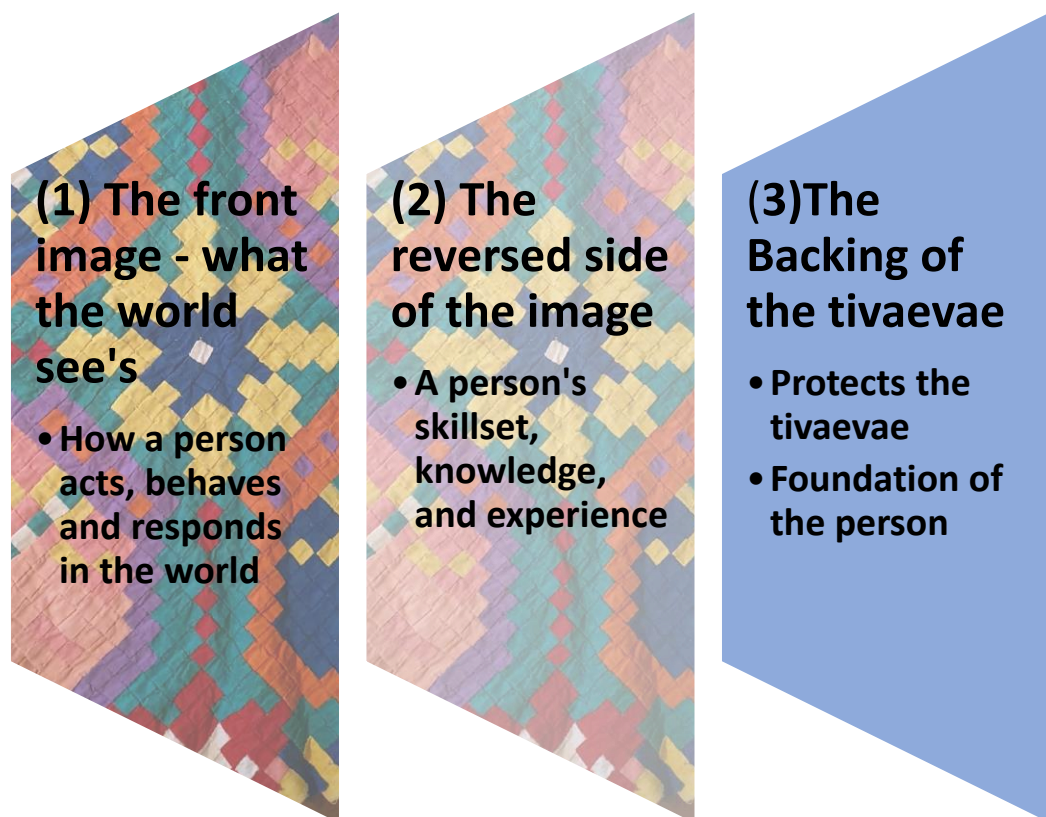 (1) The front
image - what
the world
see's
• How a person
acts, behaves
and responds
in the world
(2) The
reversed side
of the image
• A person's
skillset,
knowledge,
and experience
(3)The
Backing of
the tivaevae
• Protects the
tivaevae
• Foundation of
the person